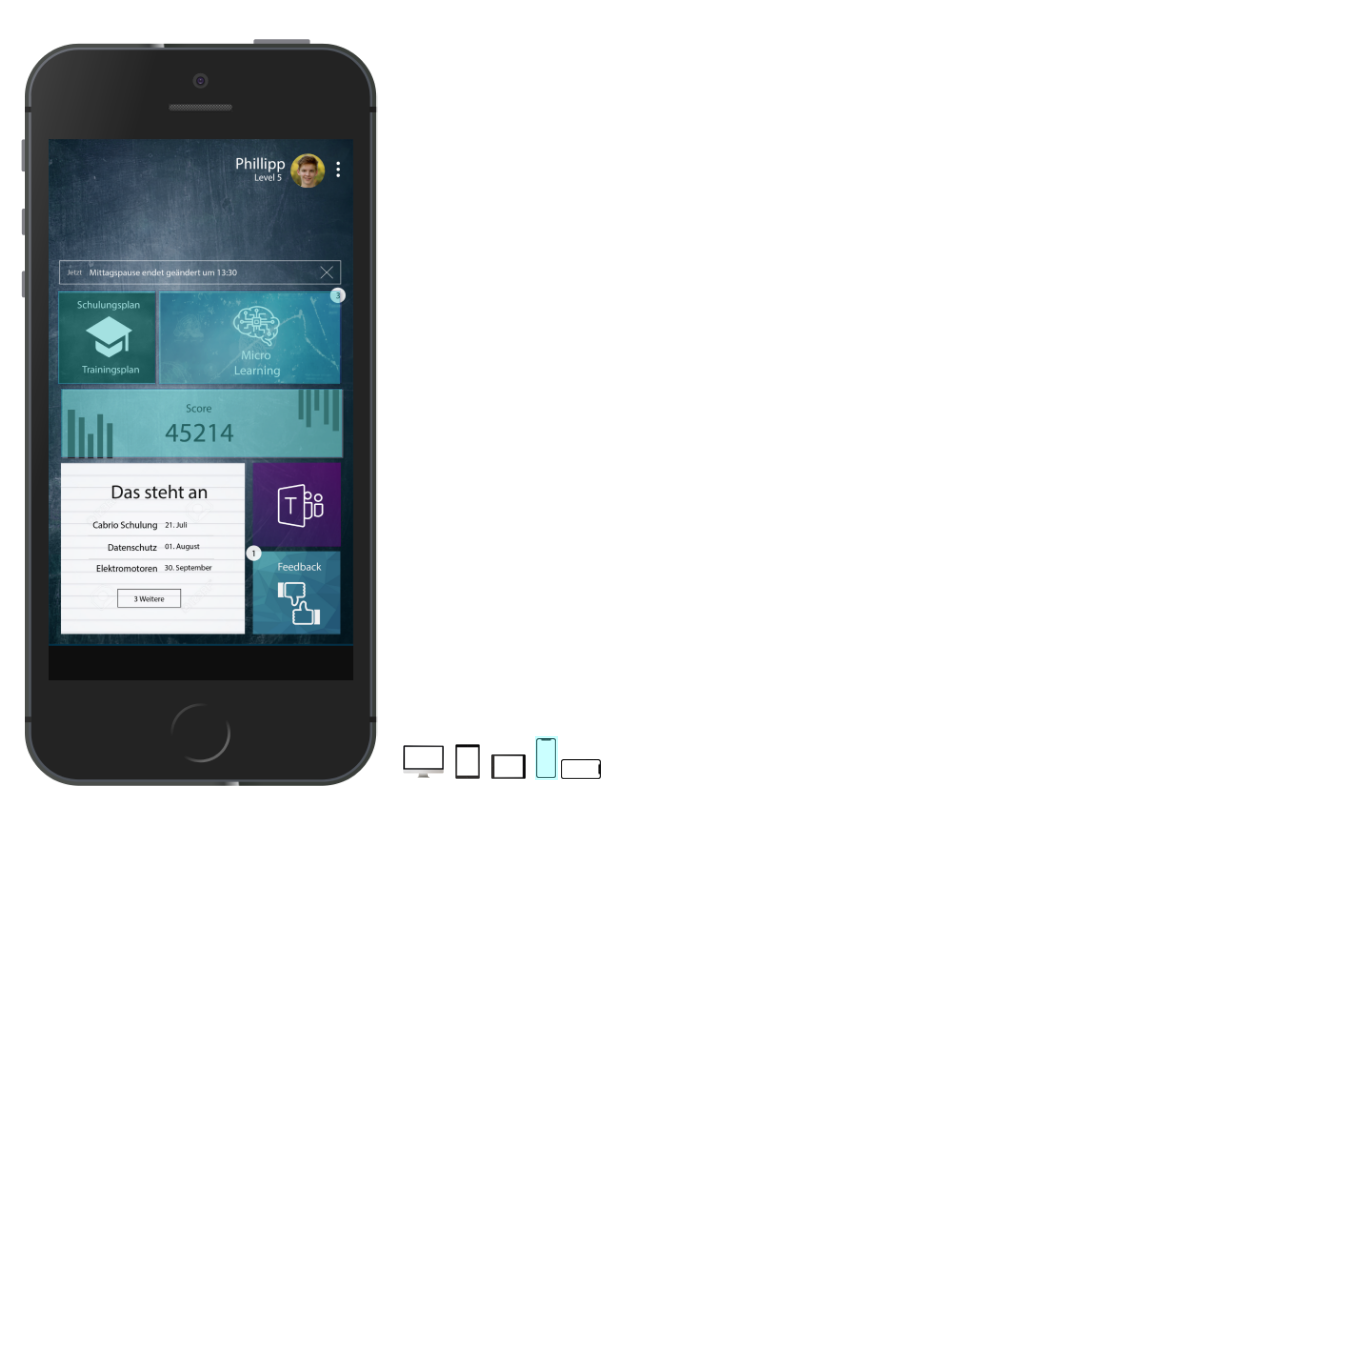 Phillipp
Level 5
Jetzt Mittagspause endet geändert um 13:30
3
Schulungsplan
Trainingsplan
Micro
Learning
Score
45214
Das steht an
Cabrio Schulung 21. Juli
Datenschutz 01. August
Elektromotoren 30. September
3 Weitere
T
1
Feedback